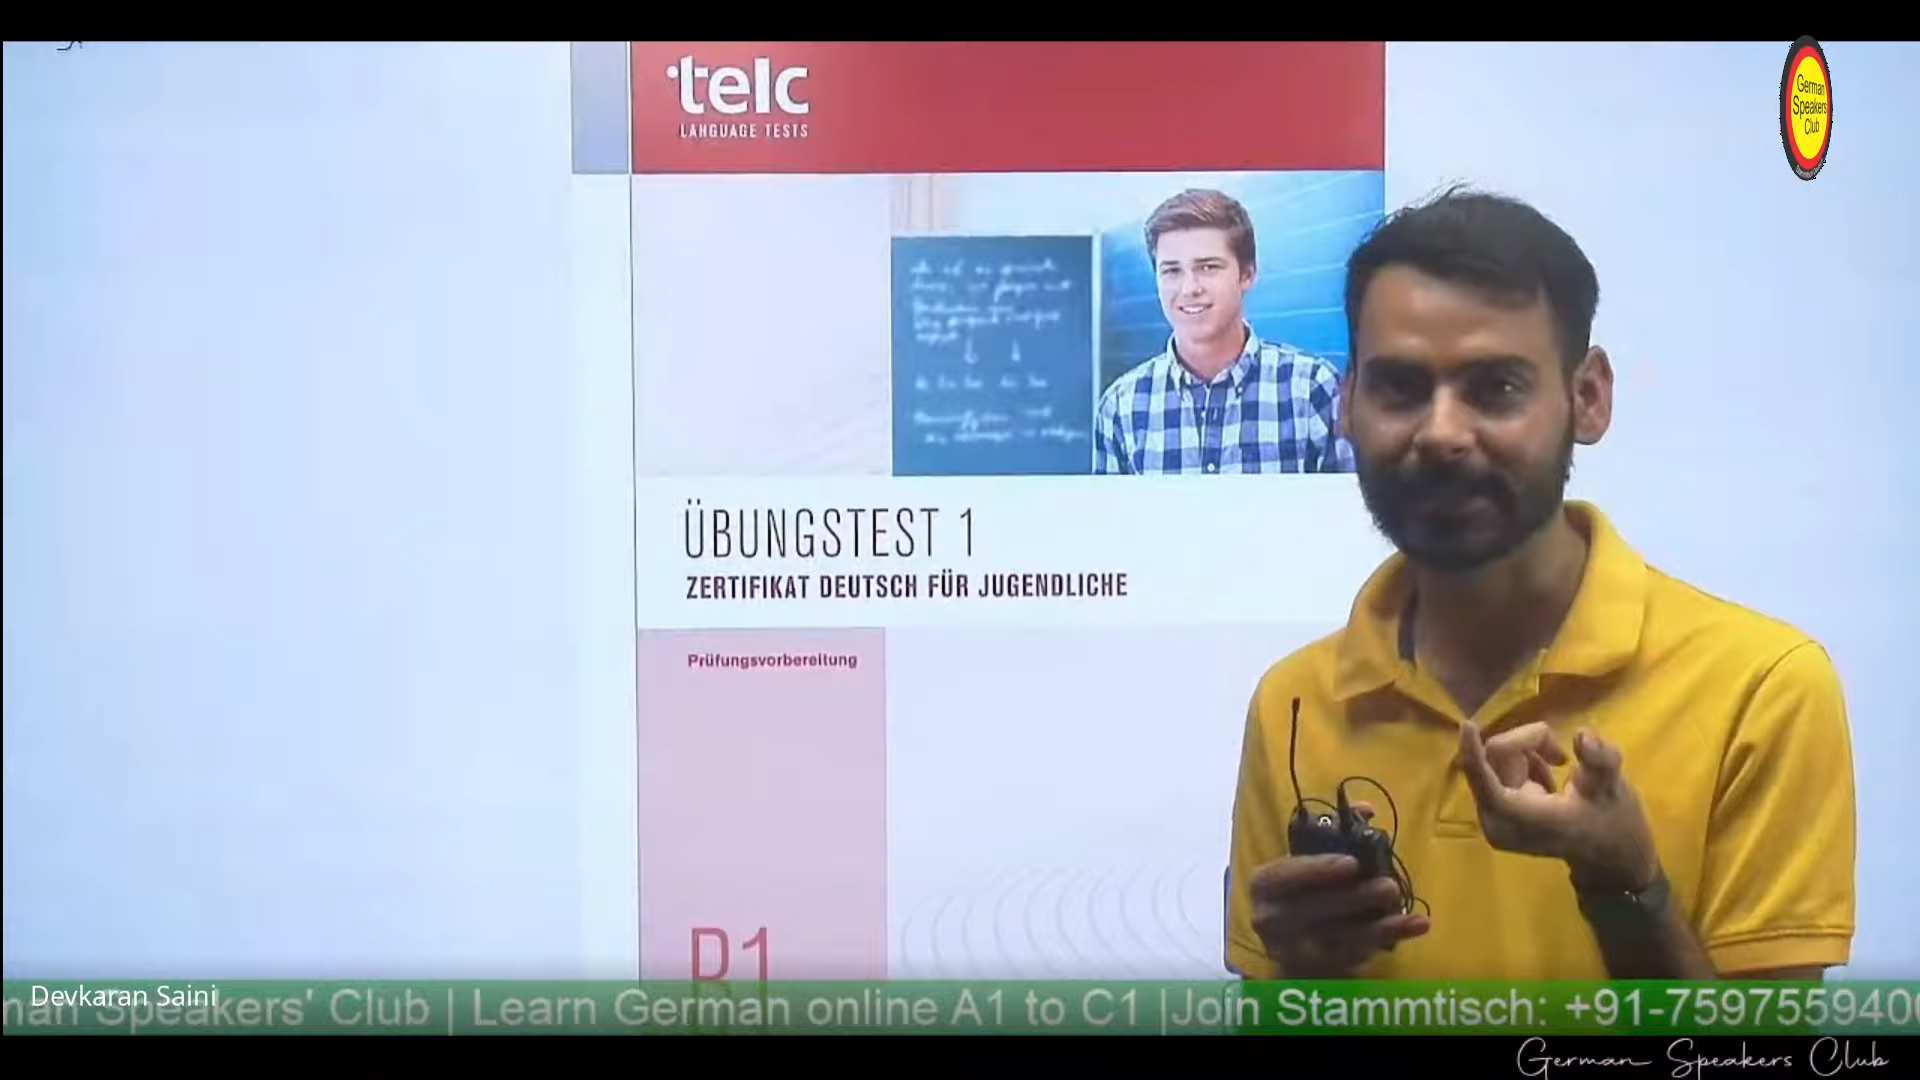 telc
LANGUAGE TESTS
German
Speakers
Club
ÜBUNGSTEST 1
ZERTIFIKAT DEUTSCH FÜR JUGENDLICHE
Prüfungsvorbereitung
B1
Devkaran Saini
man Speakers' Club | Learn German online A1 to C1 |Join Stammtisch: +91-759755940
German Speakers Club